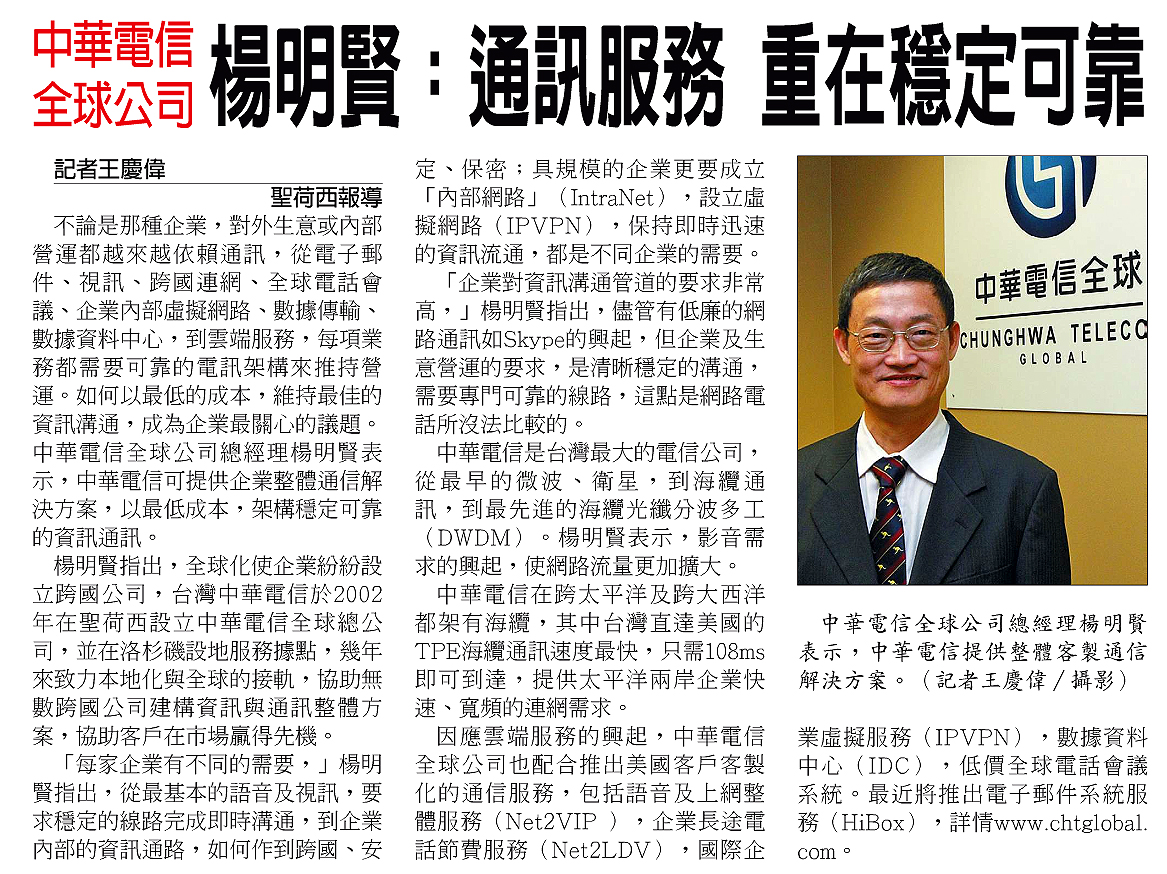 中華電信
全球公司
楊明賢：通訊服務 重在穩定可靠
記者王慶偉
聖荷西報導
不論是那種企業，對外生意或內部
營運都越來越依賴通訊，從電子郵
件、視訊、跨國連網、全球電話會
議、企業內部虛擬網路、數據傳輸、
數據資料中心，到雲端服務，每項業
務都需要可靠的電訊架構來推持營
運。如何以最低的成本，維持最佳的
資訊溝通，成為企業最關心的議題。
中華電信全球公司總經理楊明賢表
示，中華電信可提供企業整體通信解
決方案，以最低成本，架構穩定可靠
的資訊通訊。
楊明賢指出，全球化使企業紛紛設
立跨國公司，台灣中華電信於2002
年在聖荷西設立中華電信全球總公
司，並在洛杉磯設地服務據點，幾年
來致力本地化與全球的接軌，協助無
數跨國公司建構資訊與通訊整體方
案，協助客戶在市場贏得先機。
「每家企業有不同的需要，」楊明
賢指出，從最基本的語音及視訊，要
求穩定的線路完成即時溝通，到企業
內部的資訊通路，如何作到跨國、安
定、保密；具規模的企業更要成立
「內部網路」（IntraNet），設立虛
擬網路（IPVPN），保持即時迅速
的資訊流通，都是不同企業的需要。
「企業對資訊溝通管道的要求非常
高，」楊明賢指出，儘管有低廉的網
路通訊如Skype的興起，但企業及生
意營運的要求，是清晰穩定的溝通，
需要專門可靠的線路，這點是網路電
話所沒法比較的。
中華電信是台灣最大的電信公司，
從最早的微波、衛星，到海纜通
訊，到最先進的海纜光纖分波多工
（DWDM）。楊明賢表示，影音需
求的興起，使網路流量更加擴大。
中華電信在跨太平洋及跨大西洋
都架有海纜，其中台灣直達美國的
TPE海纜通訊速度最快，只需108ms
即可到達，提供太平洋兩岸企業快
速、寬頻的連網需求。
因應雲端服務的興起，中華電信
全球公司也配合推出美國客戶客製
化的通信服務，包括語音及上網整
體服務（Net2VIP ），企業長途電
話節費服務（Net2LDV），國際企
中華電信全球
CHUNGHWA TELECO
GLOBAL
中華電信全球公司總經理楊明賢
表示，中華電信提供整體客製通信
解決方案。（記者王慶偉／攝影）
業虛擬服務（IPVPN），數據資料
中心（IDC），低價全球電話會議
系統。最近將推出電子郵件系統服
務（HiBox），詳情www.chtglobal.
com。